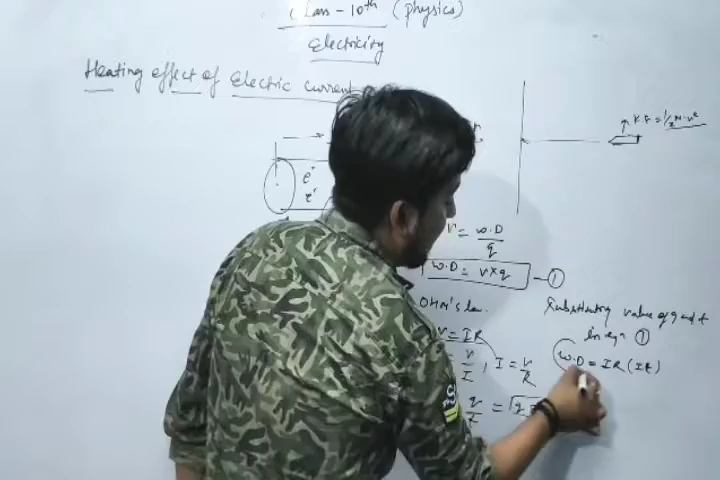 Class - 10th (Physics)
Electricity
Heating effect of Electric current
K.E = 1/2 m v²
e⁻
e⁻
V = W.D / q
W.D = V × q — ①
OHM's law.
V = IR
V / I , I = V / R
Substituting value of q and
in eqn ①
W.D = IR (It)